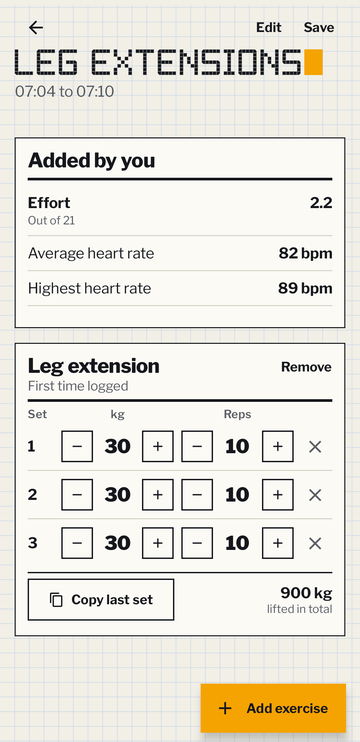 Edit Save
LEG EXTENSIONS
07:04 to 07:10
Added by you
Effort 2.2
Out of 21
Average heart rate 82 bpm
Highest heart rate 89 bpm
Leg extension Remove
First time logged
Set kg Reps
1 − 30 + − 10 + ×
2 − 30 + − 10 + ×
3 − 30 + − 10 + ×
Copy last set 900 kg
lifted in total
+ Add exercise